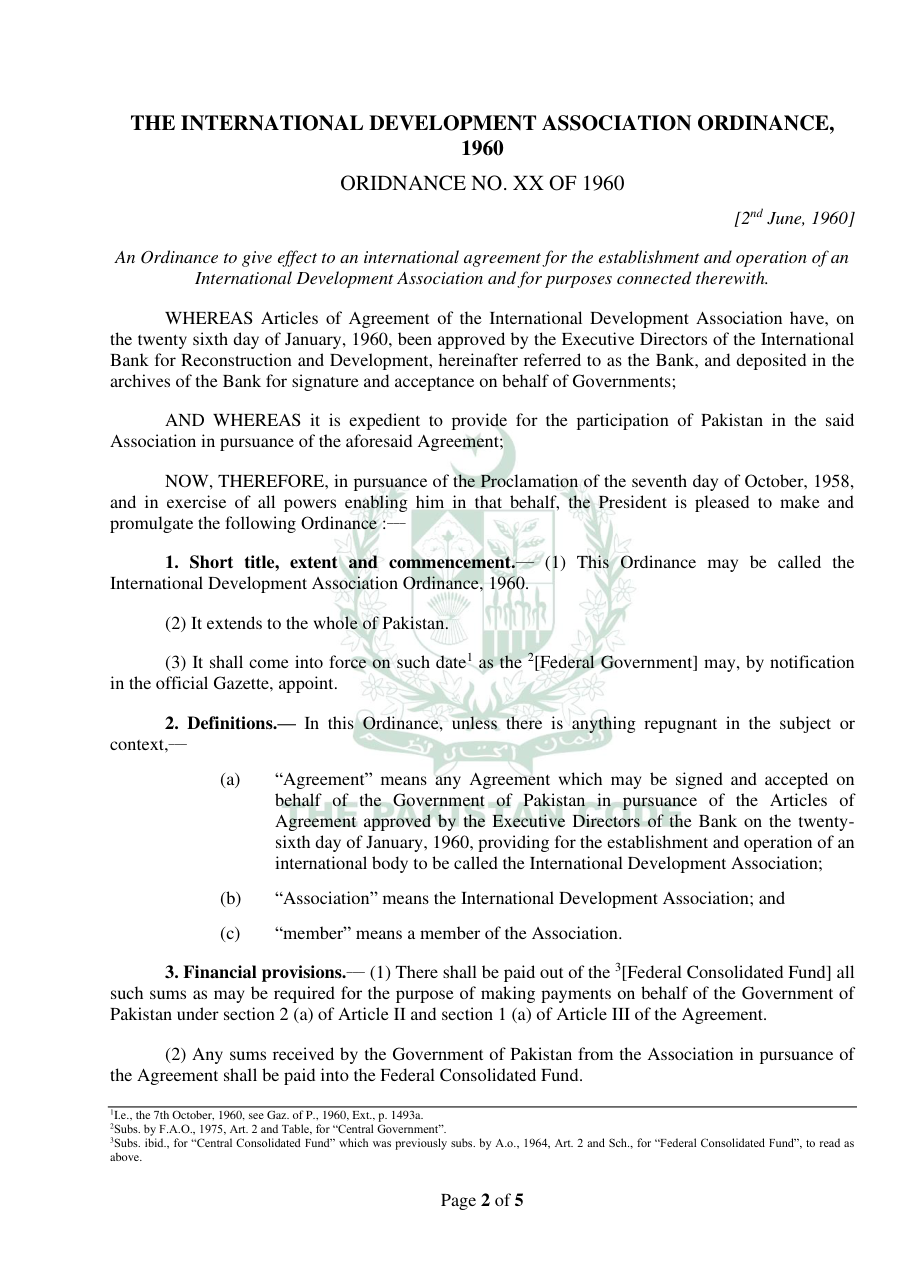 THE INTERNATIONAL DEVELOPMENT ASSOCIATION ORDINANCE,
1960
ORIDNANCE NO. XX OF 1960
[2nd June, 1960]
An Ordinance to give effect to an international agreement for the establishment and operation of an
International Development Association and for purposes connected therewith.
WHEREAS Articles of Agreement of the International Development Association have, on
the twenty sixth day of January, 1960, been approved by the Executive Directors of the International
Bank for Reconstruction and Development, hereinafter referred to as the Bank, and deposited in the
archives of the Bank for signature and acceptance on behalf of Governments;
AND WHEREAS it is expedient to provide for the participation of Pakistan in the said
Association in pursuance of the aforesaid Agreement;
NOW, THEREFORE, in pursuance of the Proclamation of the seventh day of October, 1958,
and in exercise of all powers enabling him in that behalf, the President is pleased to make and
promulgate the following Ordinance :—
1. Short title, extent and commencement.— (1) This Ordinance may be called the
International Development Association Ordinance, 1960.
(2) It extends to the whole of Pakistan.
(3) It shall come into force on such date1 as the 2[Federal Government] may, by notification
in the official Gazette, appoint.
2. Definitions.— In this Ordinance, unless there is anything repugnant in the subject or
context,—
(a) “Agreement” means any Agreement which may be signed and accepted on
behalf of the Government of Pakistan in pursuance of the Articles of
THE PAKISTAN CODE
Agreement approved by the Executive Directors of the Bank on the twenty-
sixth day of January, 1960, providing for the establishment and operation of an
international body to be called the International Development Association;
(b) “Association” means the International Development Association; and
(c) “member” means a member of the Association.
3. Financial provisions.— (1) There shall be paid out of the 3[Federal Consolidated Fund] all
such sums as may be required for the purpose of making payments on behalf of the Government of
Pakistan under section 2 (a) of Article II and section 1 (a) of Article III of the Agreement.
(2) Any sums received by the Government of Pakistan from the Association in pursuance of
the Agreement shall be paid into the Federal Consolidated Fund.
1I.e., the 7th October, 1960, see Gaz. of P., 1960, Ext., p. 1493a.
2Subs. by F.A.O., 1975, Art. 2 and Table, for “Central Government”.
3Subs. ibid., for “Central Consolidated Fund” which was previously subs. by A.o., 1964, Art. 2 and Sch., for “Federal Consolidated Fund”, to read as
above.
Page 2 of 5